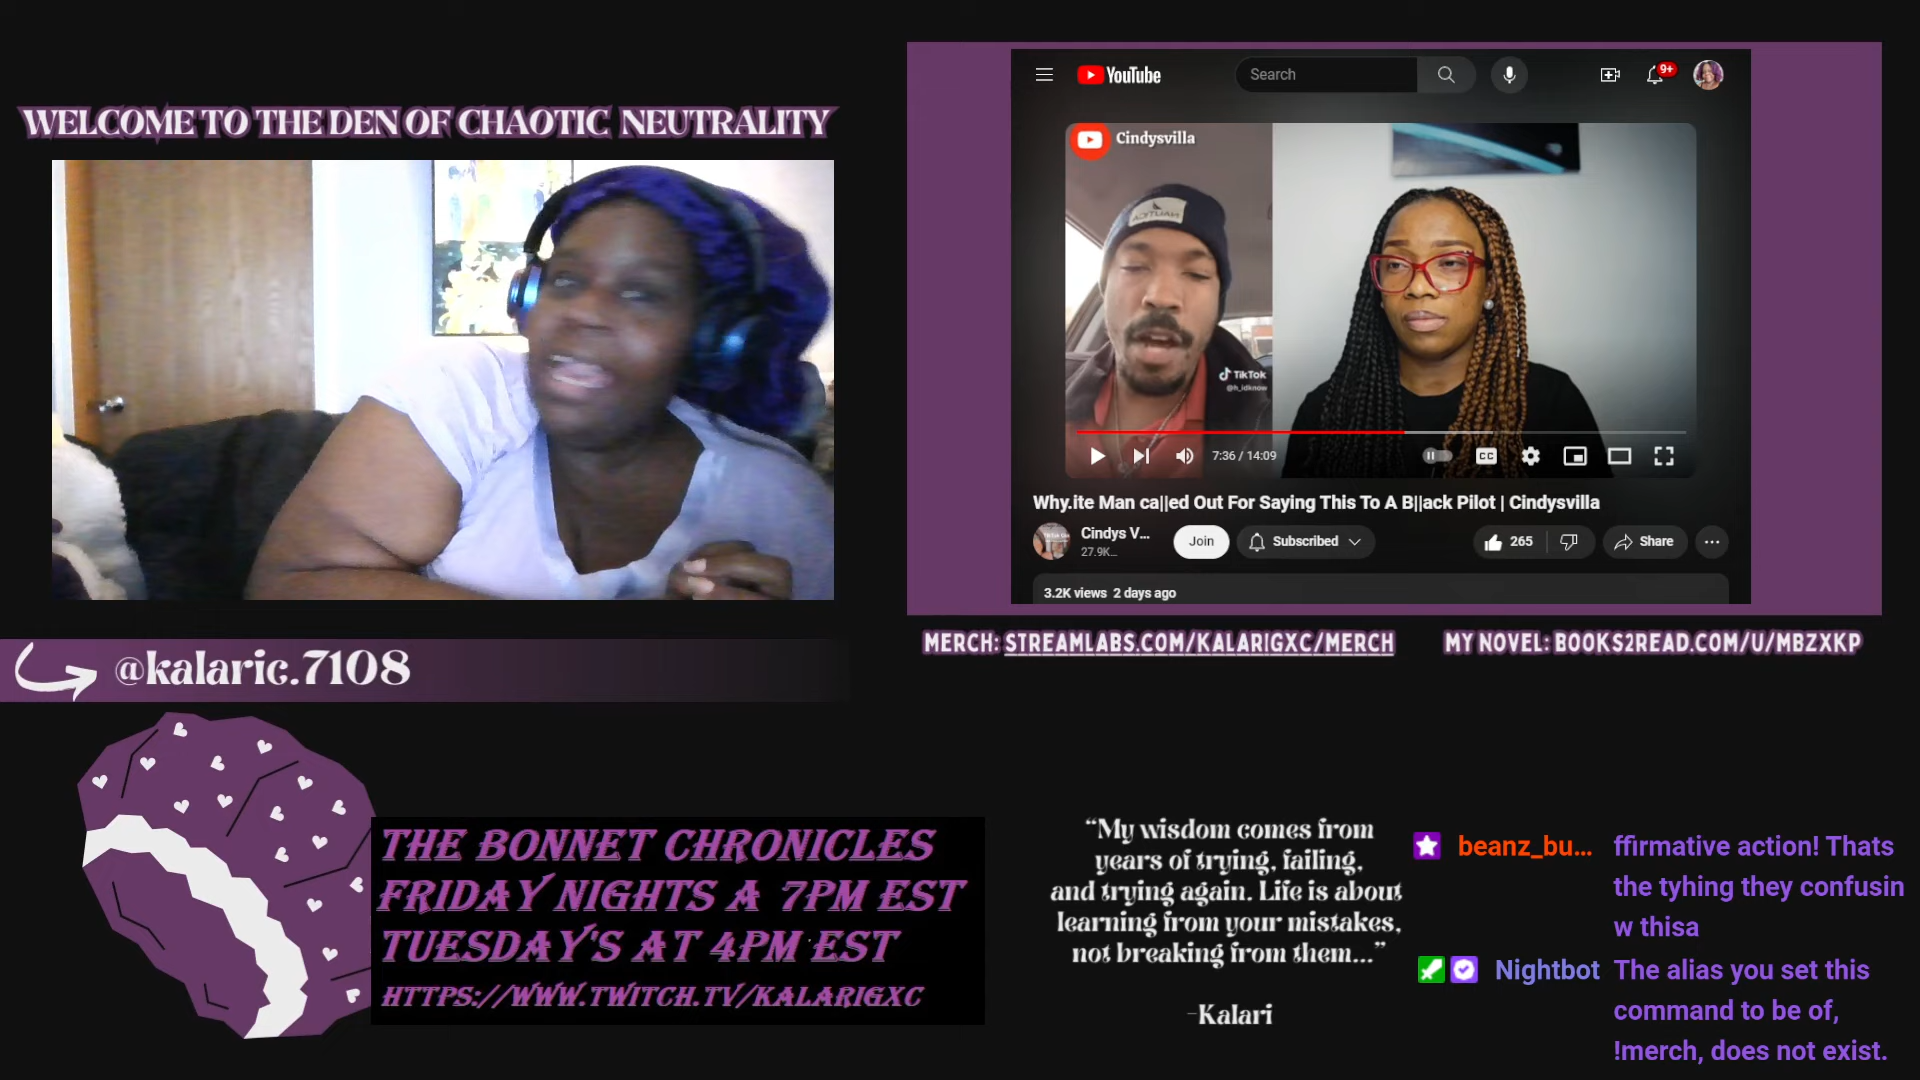 WELCOME TO THE DEN OF CHAOTIC NEUTRALITY
YouTube
Search
9+
Cindysvilla
NAUTICA
TikTok
@h_idknow
7:36 / 14:09
CC
Why.ite Man ca||ed Out For Saying This To A B||ack Pilot | Cindysvilla
Cindys V...
27.9K...
Join
Subscribed
265
Share
3.2K views 2 days ago
MERCH: STREAMLABS.COM/KALARIGXC/MERCH
MY NOVEL: BOOKS2READ.COM/U/MBZXKP
@kalaric.7108
THE BONNET CHRONICLES
FRIDAY NIGHTS A 7PM EST
TUESDAY'S AT 4PM EST
HTTPS://WWW.TWITCH.TV/KALARIGXC
“My wisdom comes from
years of trying, failing,
and trying again. Life is about
learning from your mistakes,
not breaking from them...”
-Kalari
beanz_bu... ffirmative action! Thats
the tyhing they confusin
w thisa
Nightbot The alias you set this
command to be of,
!merch, does not exist.